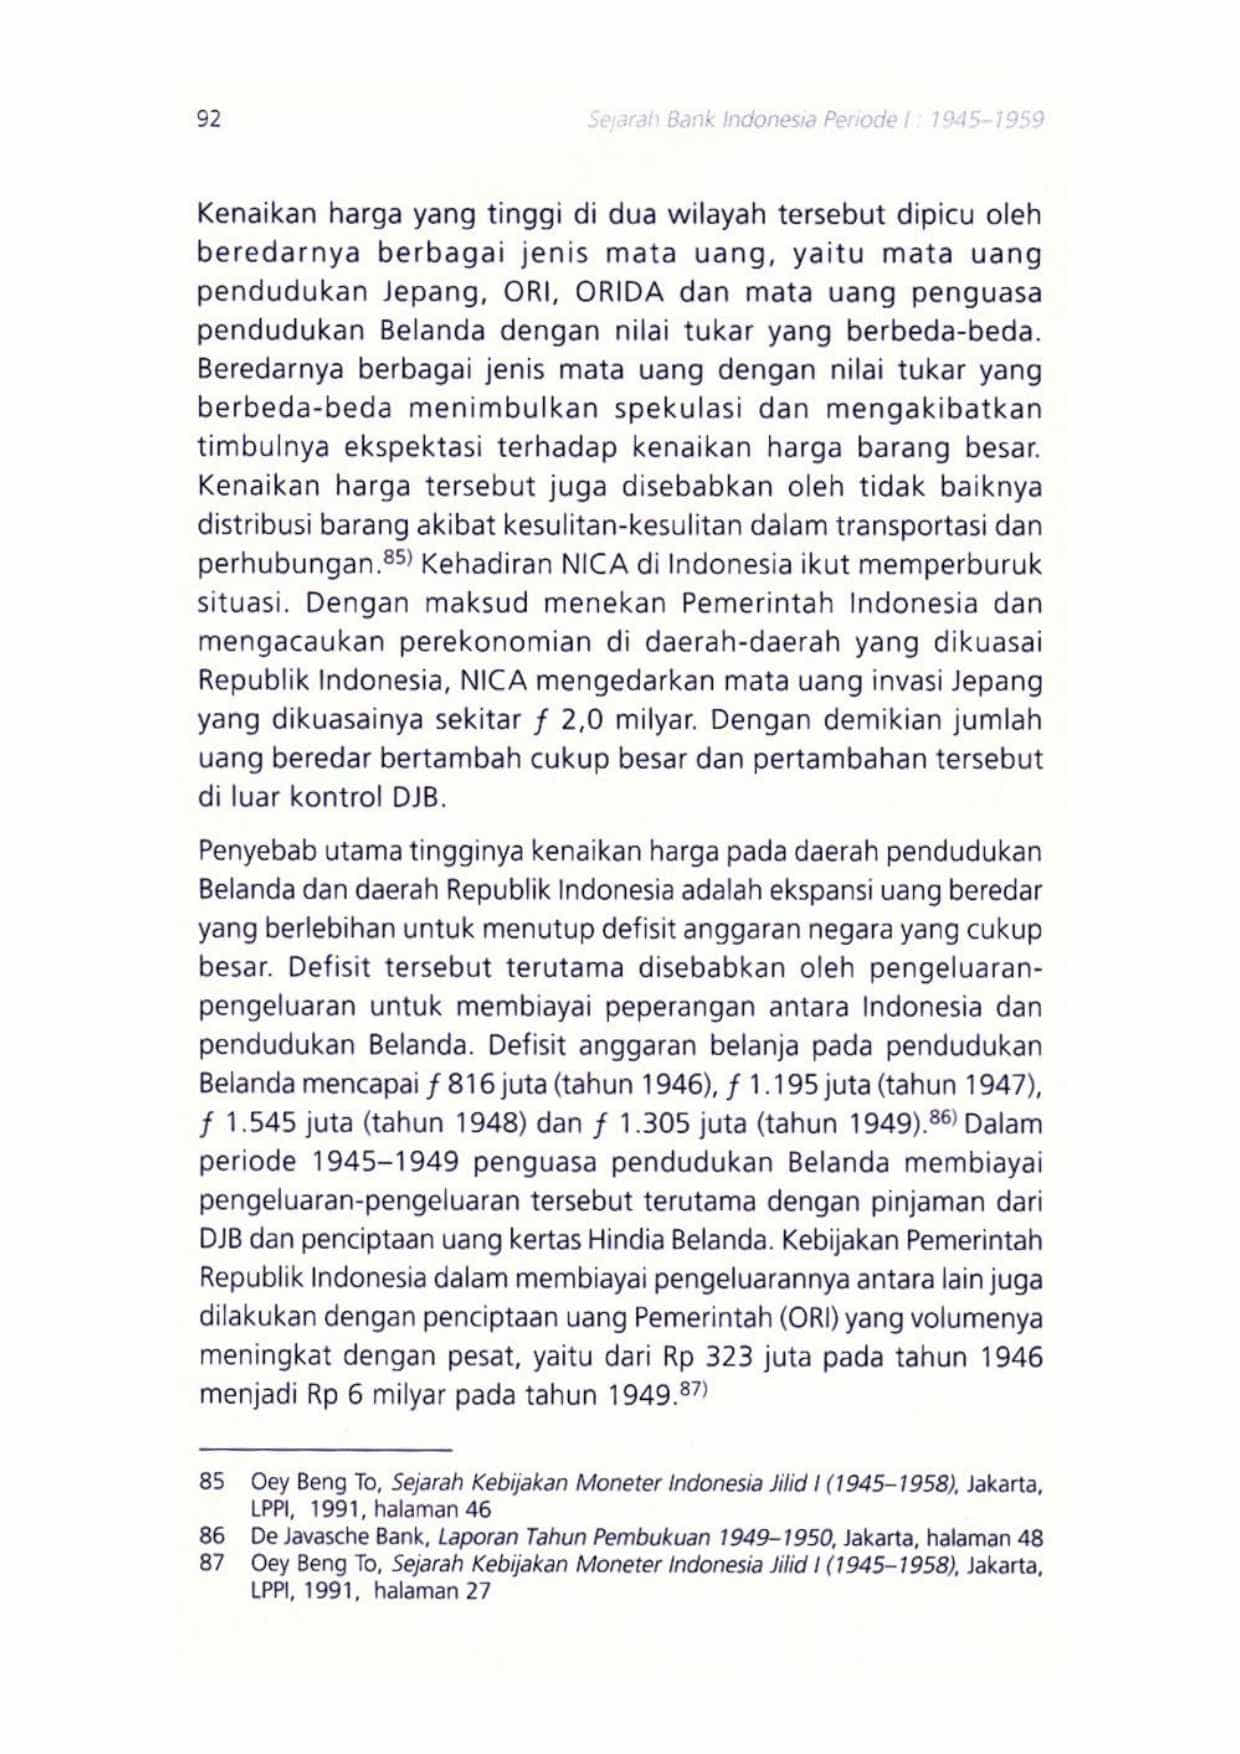 92
Sejarah Bank Indonesia Periode I : 1945–1959
Kenaikan harga yang tinggi di dua wilayah tersebut dipicu oleh
beredarnya berbagai jenis mata uang, yaitu mata uang
pendudukan Jepang, ORI, ORIDA dan mata uang penguasa
pendudukan Belanda dengan nilai tukar yang berbeda-beda.
Beredarnya berbagai jenis mata uang dengan nilai tukar yang
berbeda-beda menimbulkan spekulasi dan mengakibatkan
timbulnya ekspektasi terhadap kenaikan harga barang besar.
Kenaikan harga tersebut juga disebabkan oleh tidak baiknya
distribusi barang akibat kesulitan-kesulitan dalam transportasi dan
perhubungan.85) Kehadiran NICA di Indonesia ikut memperburuk
situasi. Dengan maksud menekan Pemerintah Indonesia dan
mengacaukan perekonomian di daerah-daerah yang dikuasai
Republik Indonesia, NICA mengedarkan mata uang invasi Jepang
yang dikuasainya sekitar ƒ 2,0 milyar. Dengan demikian jumlah
uang beredar bertambah cukup besar dan pertambahan tersebut
di luar kontrol DJB.
Penyebab utama tingginya kenaikan harga pada daerah pendudukan
Belanda dan daerah Republik Indonesia adalah ekspansi uang beredar
yang berlebihan untuk menutup defisit anggaran negara yang cukup
besar. Defisit tersebut terutama disebabkan oleh pengeluaran-
pengeluaran untuk membiayai peperangan antara Indonesia dan
pendudukan Belanda. Defisit anggaran belanja pada pendudukan
Belanda mencapai ƒ 816 juta (tahun 1946), ƒ 1.195 juta (tahun 1947),
ƒ 1.545 juta (tahun 1948) dan ƒ 1.305 juta (tahun 1949).86) Dalam
periode 1945–1949 penguasa pendudukan Belanda membiayai
pengeluaran-pengeluaran tersebut terutama dengan pinjaman dari
DJB dan penciptaan uang kertas Hindia Belanda. Kebijakan Pemerintah
Republik Indonesia dalam membiayai pengeluarannya antara lain juga
dilakukan dengan penciptaan uang Pemerintah (ORI) yang volumenya
meningkat dengan pesat, yaitu dari Rp 323 juta pada tahun 1946
menjadi Rp 6 milyar pada tahun 1949.87)
85 Oey Beng To, Sejarah Kebijakan Moneter Indonesia Jilid I (1945–1958), Jakarta,
LPPI, 1991, halaman 46
86 De Javasche Bank, Laporan Tahun Pembukuan 1949–1950, Jakarta, halaman 48
87 Oey Beng To, Sejarah Kebijakan Moneter Indonesia Jilid I (1945–1958), Jakarta,
LPPI, 1991, halaman 27